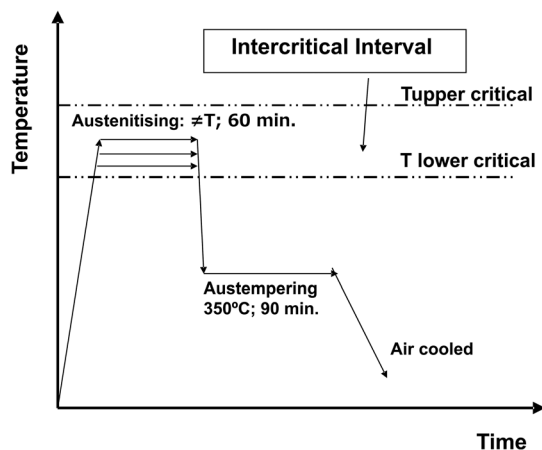 Temperature
Intercritical Interval
Tupper critical
Austenitising: ≠T; 60 min.
T lower critical
Austempering
350ºC; 90 min.
Air cooled
Time